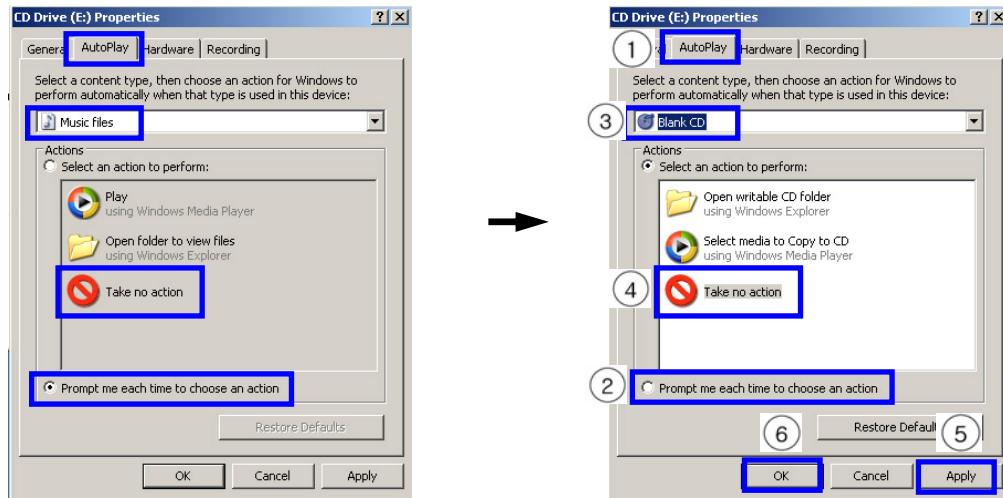 CD Drive (E:) Properties
General AutoPlay Hardware Recording
Select a content type, then choose an action for Windows to
perform automatically when that type is used in this device:
Music files
Actions
Select an action to perform:
Play
using Windows Media Player
Open folder to view files
using Windows Explorer
Take no action
Prompt me each time to choose an action
Restore Defaults
OK Cancel Apply
CD Drive (E:) Properties
1 AutoPlay Hardware Recording
Select a content type, then choose an action for Windows to
perform automatically when that type is used in this device:
3 Blank CD
Actions
Select an action to perform:
Open writable CD folder
using Windows Explorer
Select media to Copy to CD
using Windows Media Player
4 Take no action
2 Prompt me each time to choose an action
6 Restore Defaul 5
OK Cancel Apply